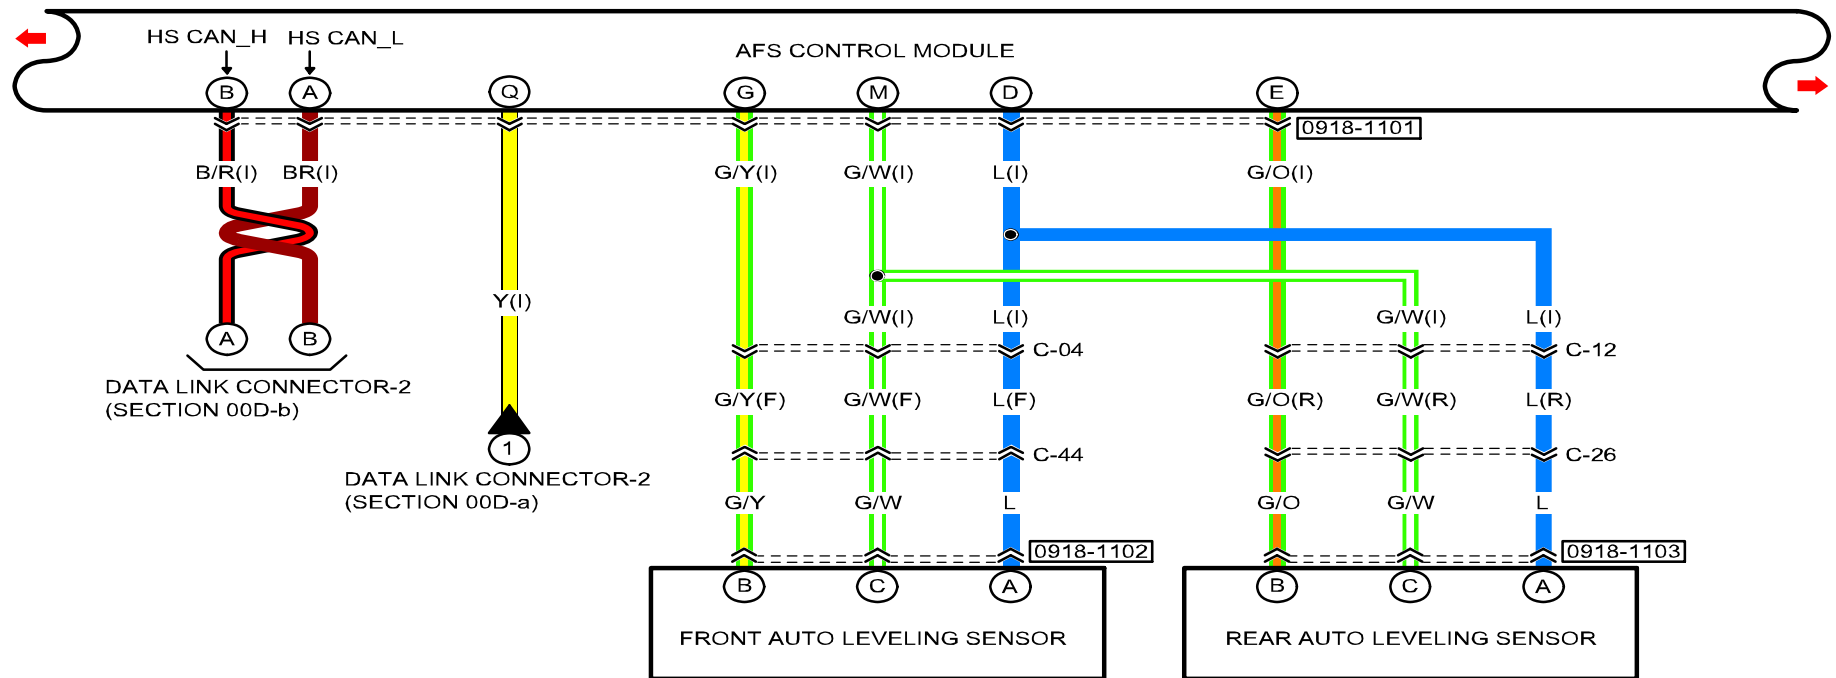 HS CAN_H HS CAN_L
AFS CONTROL MODULE
B A Q G M D E
0918-1101
B/R(I) BR(I) G/Y(I) G/W(I) L(I) G/O(I)
Y(I)
G/W(I) L(I) G/W(I) L(I)
A B
C-04 C-12
DATA LINK CONNECTOR-2
(SECTION 00D-b)
G/Y(F) G/W(F) L(F) G/O(R) G/W(R) L(R)
1
C-44 C-26
DATA LINK CONNECTOR-2
(SECTION 00D-a)
G/Y G/W L G/O G/W L
0918-1102 0918-1103
B C A B C A
FRONT AUTO LEVELING SENSOR REAR AUTO LEVELING SENSOR